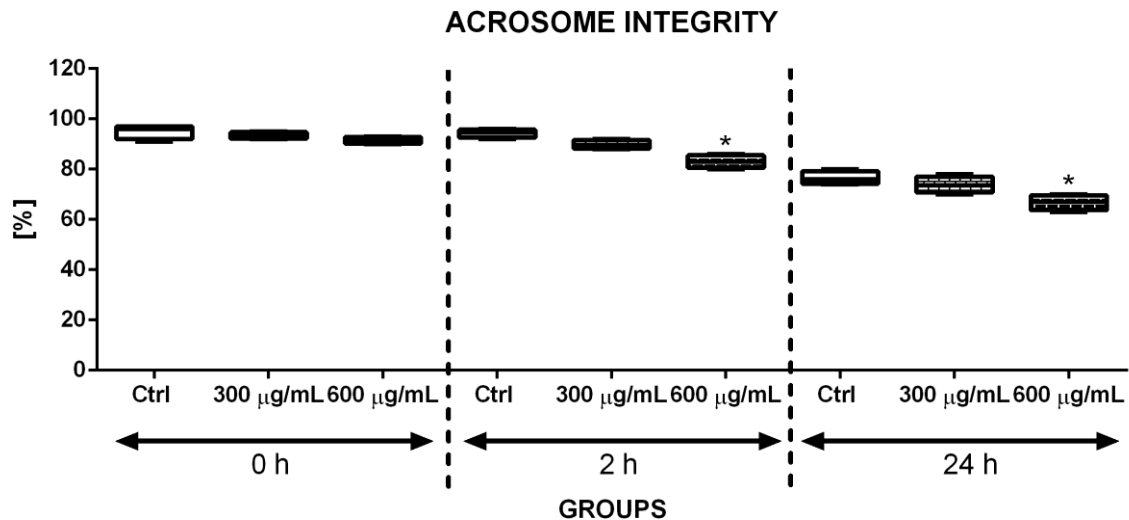 ACROSOME INTEGRITY
120
100
80
60
40
20
0
[%]
* *
Ctrl 300 μg/mL 600 μg/mL Ctrl 300 μg/mL 600 μg/mL Ctrl 300 μg/mL 600 μg/mL
0 h 2 h 24 h
GROUPS